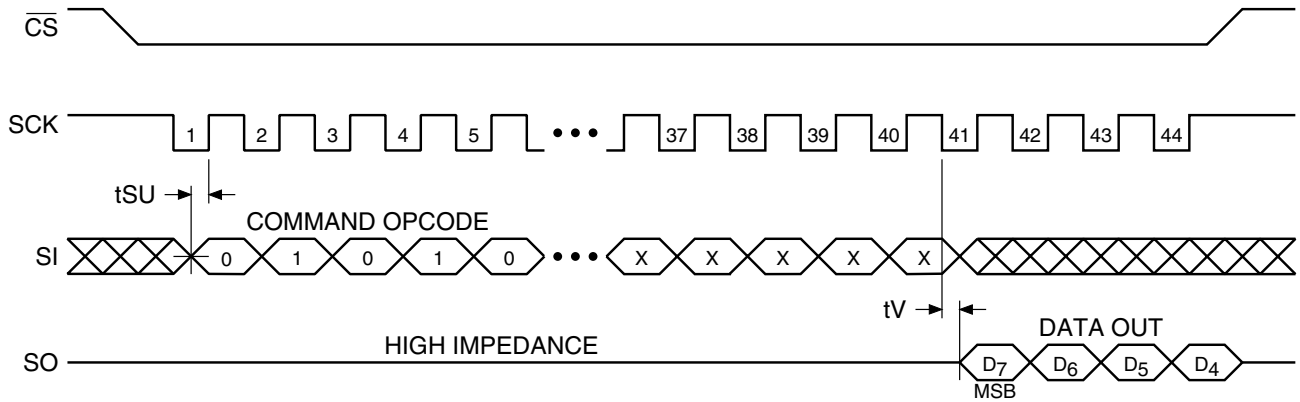 CS
SCK
1 2 3 4 5 37 38 39 40 41 42 43 44
tSU
COMMAND OPCODE
SI
0 1 0 1 0 X X X X X
tV
DATA OUT
HIGH IMPEDANCE
SO
D7 D6 D5 D4
MSB